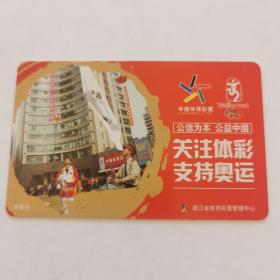 中国体育彩票
公信为本 公益中国
关注体彩
支持奥运
浙江省体育彩票管理中心